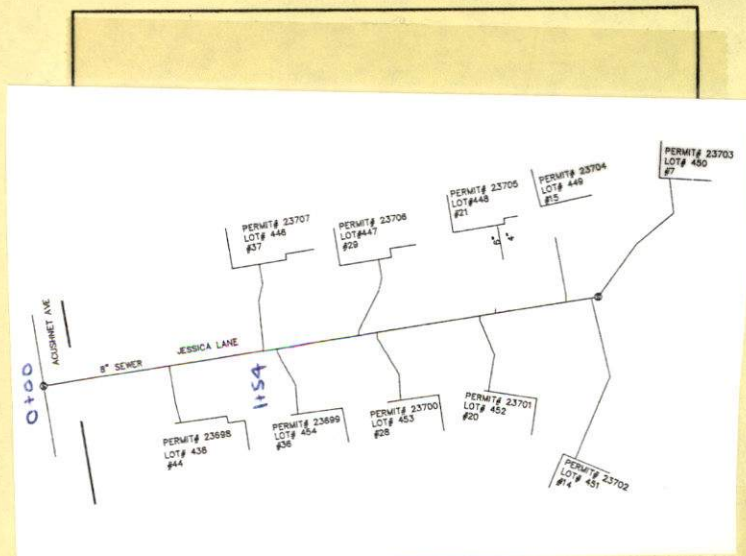 PERMIT# 23703
LOT# 450
#7
PERMIT# 23704
LOT# 449
#15
PERMIT# 23705
LOT#448
#21
PERMIT# 23706
LOT#447
#29
PERMIT# 23707
LOT# 446
#37
6"
4"
ACUSHNET AVE
0+00
8" SEWER
JESSICA LANE
1+54
PERMIT# 23698
LOT# 436
#44
PERMIT# 23699
LOT# 454
#36
PERMIT# 23700
LOT# 453
#28
PERMIT# 23701
LOT# 452
#20
PERMIT# 23702
LOT# 451
#14